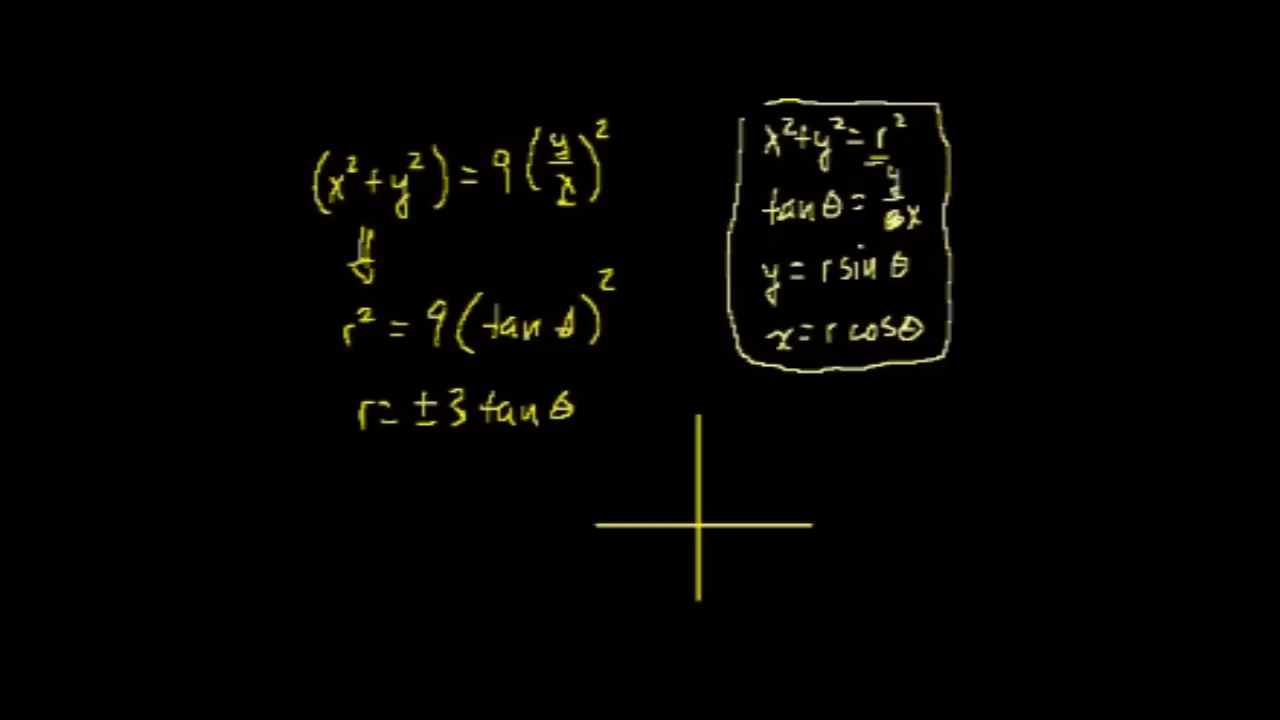 (x²+y²) = 9(y/x)²
⇓
r² = 9(tan θ)²
r = ±3 tan θ
x²+y² = r²
tan θ = y/x
y = r sin θ
x = r cos θ